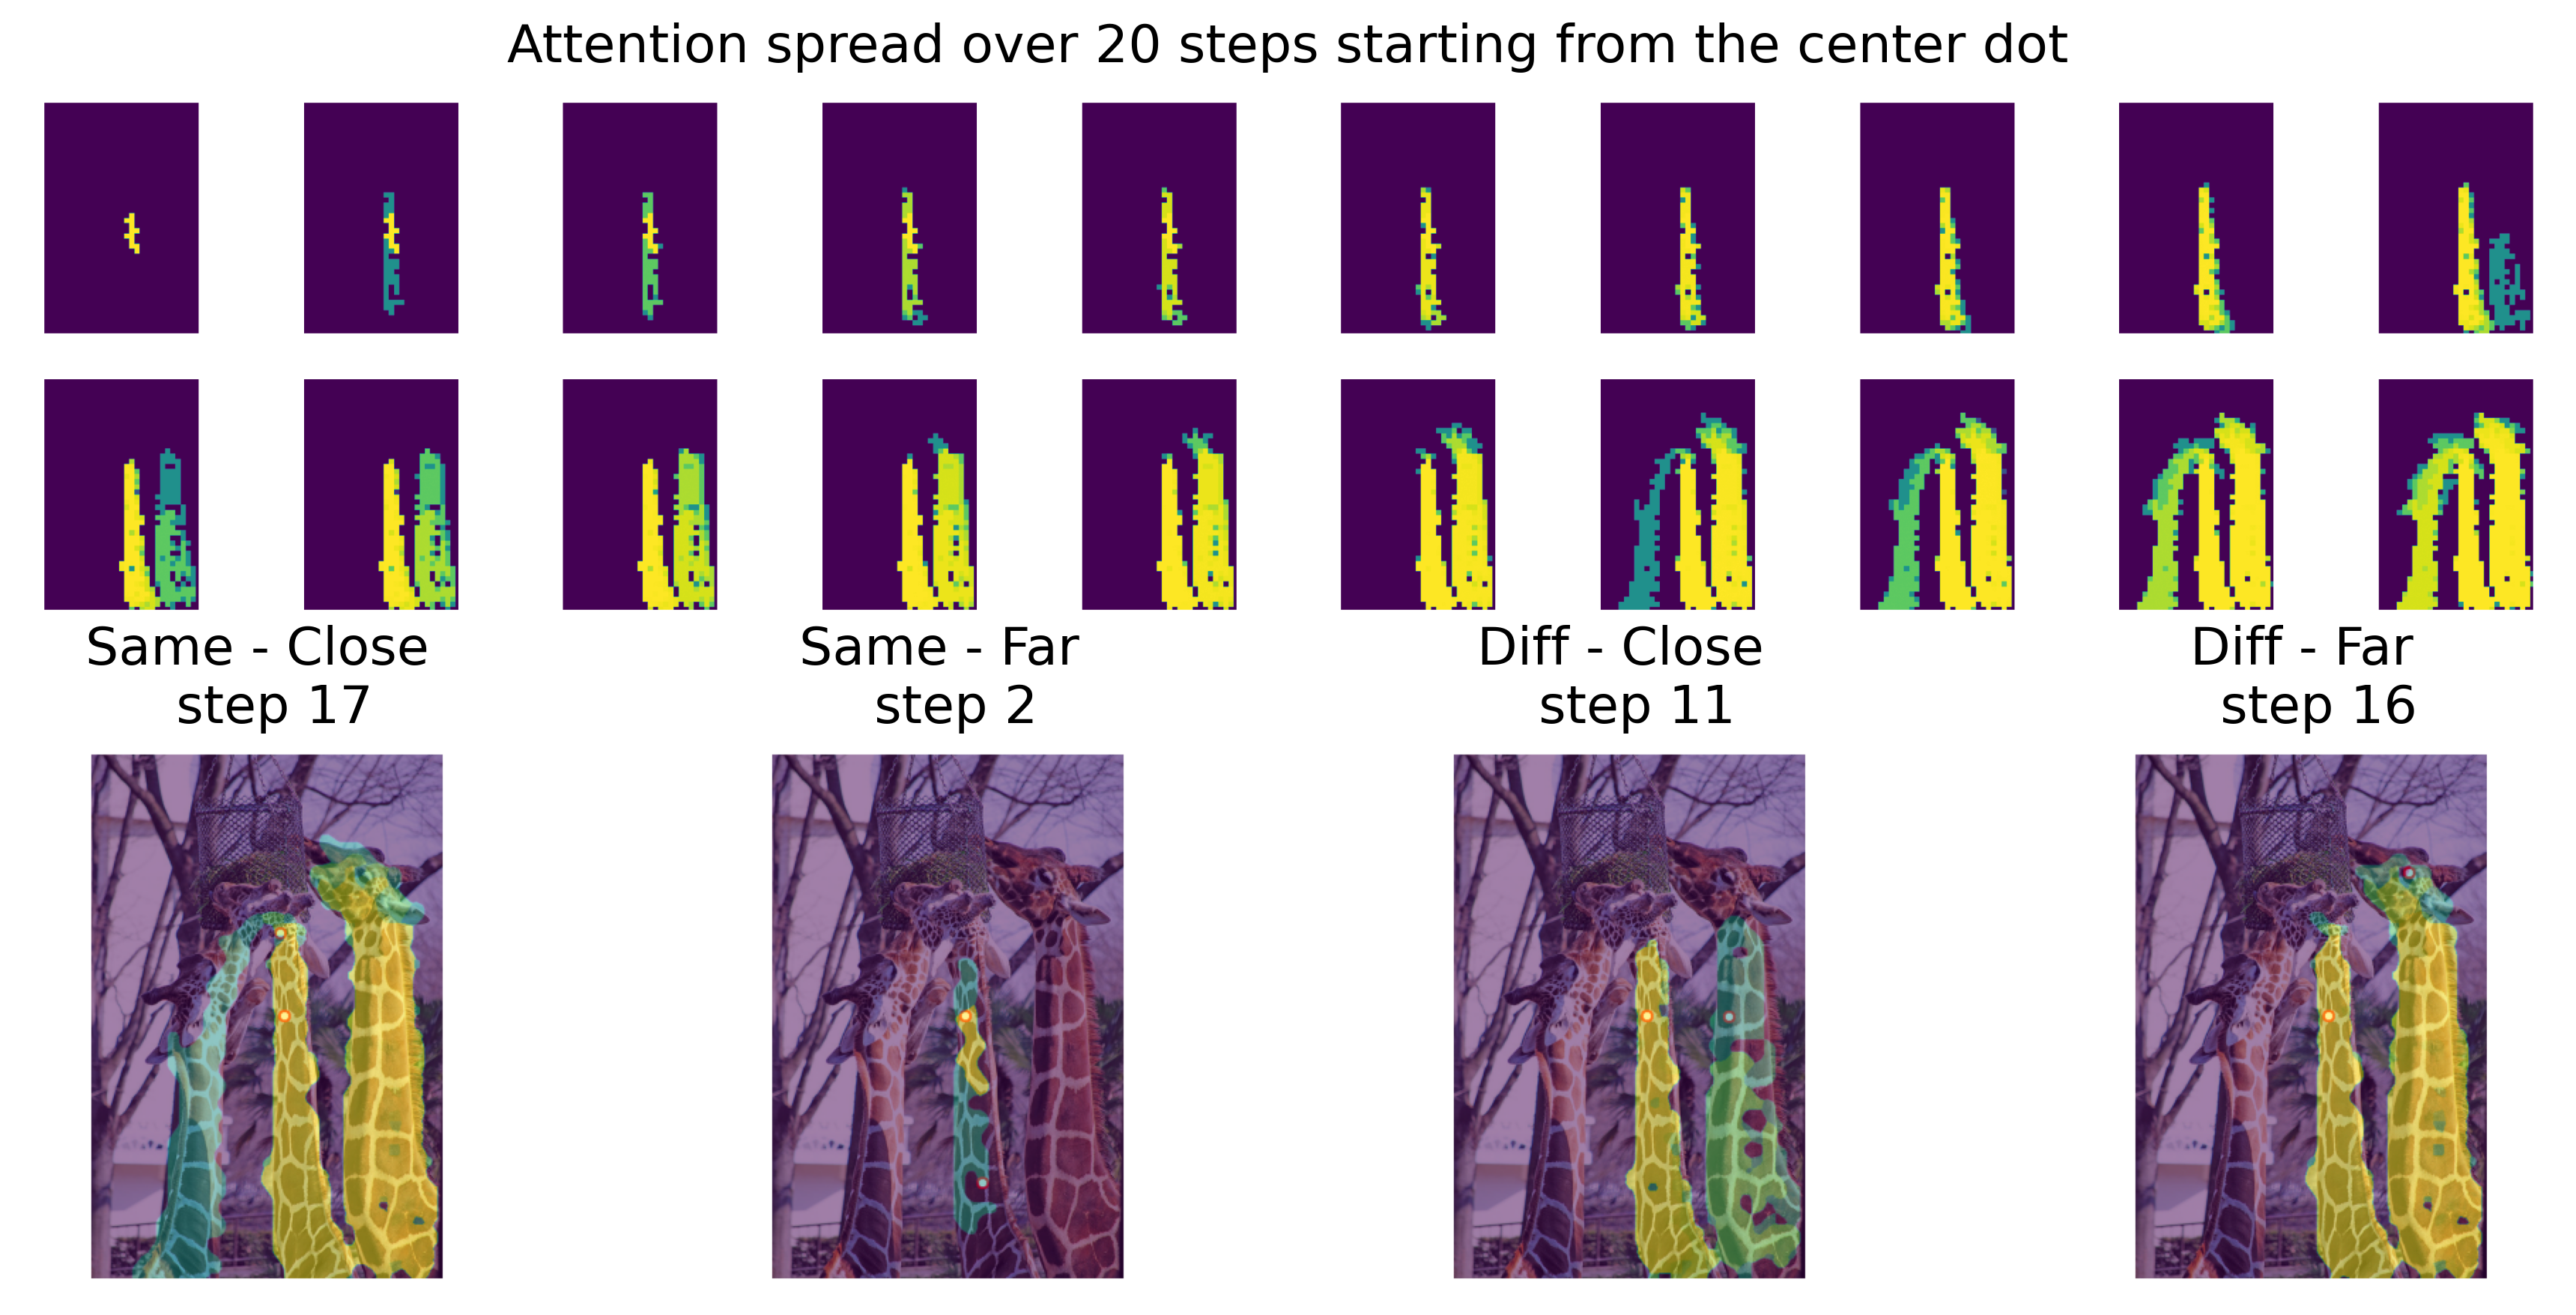 Attention spread over 20 steps starting from the center dot
Same - Close
step 17
Same - Far
step 2
Diff - Close
step 11
Diff - Far
step 16